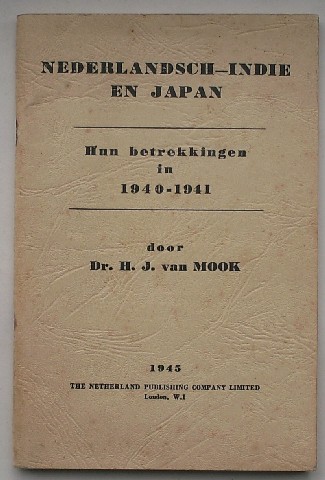 NEDERLANDSCH-INDIE
EN JAPAN
Hun betrekkingen
in
1940-1941
door
Dr. H. J. van MOOK
1945
THE NETHERLAND PUBLISHING COMPANY LIMITED
London, W.1